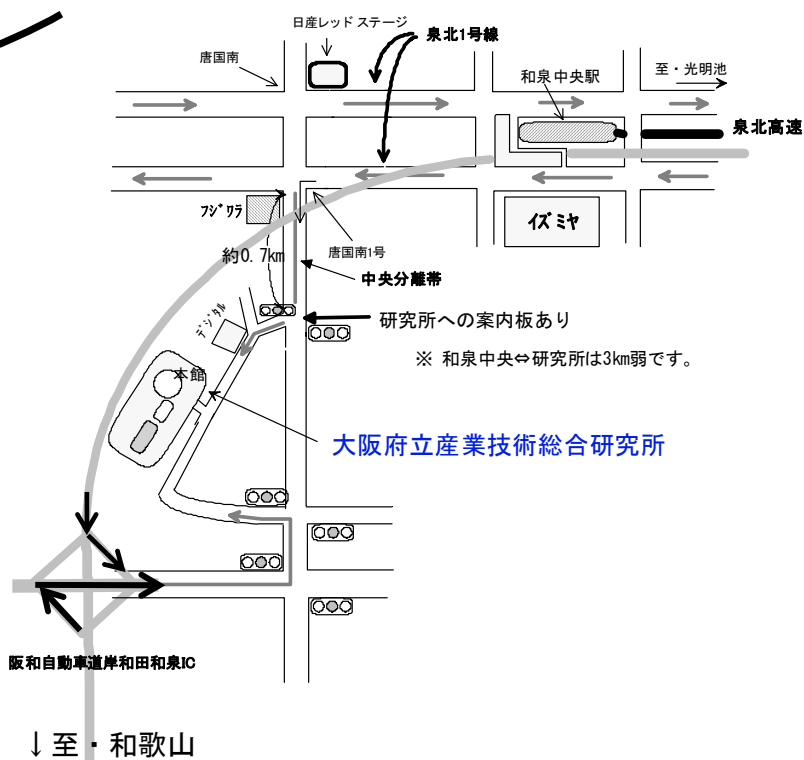 日産レッドステージ
泉北1号線
唐国南
和泉中央駅
至・光明池
泉北高速
フジワラ
イズミヤ
唐国南1号
約0.7km
中央分離帯
研究所への案内板あり
デジタル
※ 和泉中央⇔研究所は3km弱です。
本館
大阪府立産業技術総合研究所
阪和自動車道岸和田和泉IC
↓至・和歌山